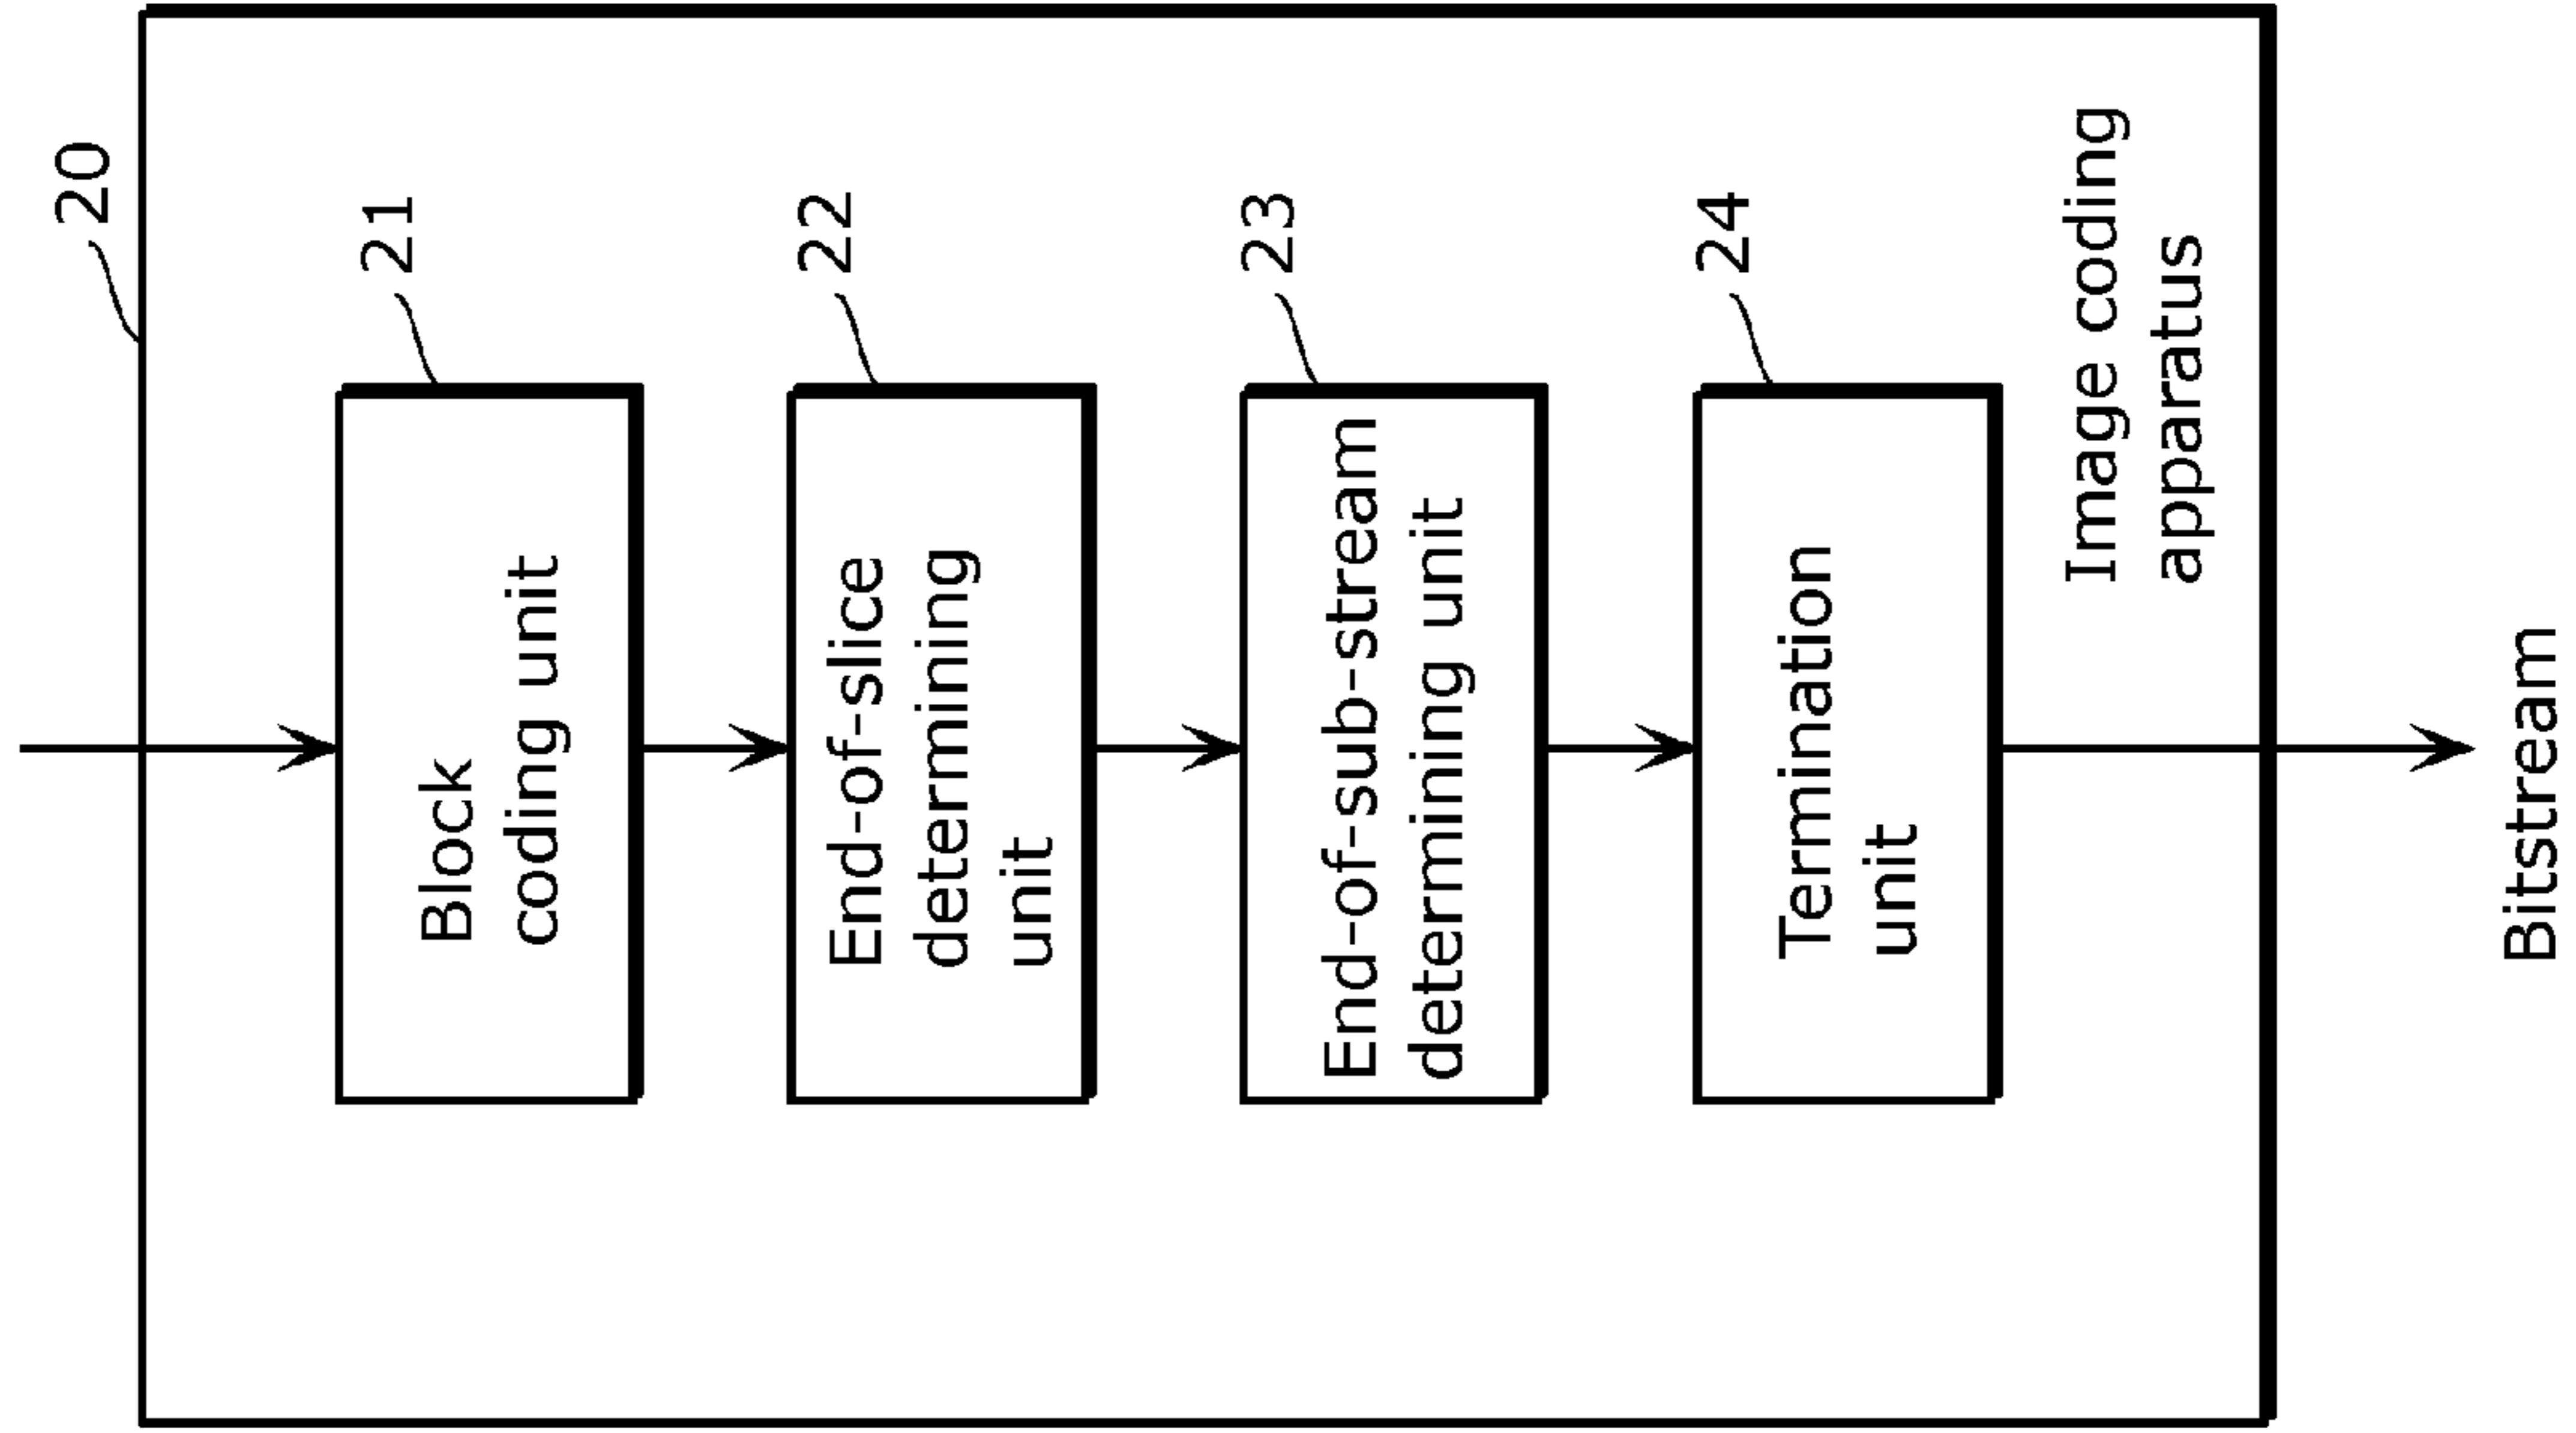 20
21
Block
coding unit
22
End-of-slice
determining
unit
23
End-of-sub-stream
determining unit
24
Termination
unit
Image coding
apparatus
Bitstream